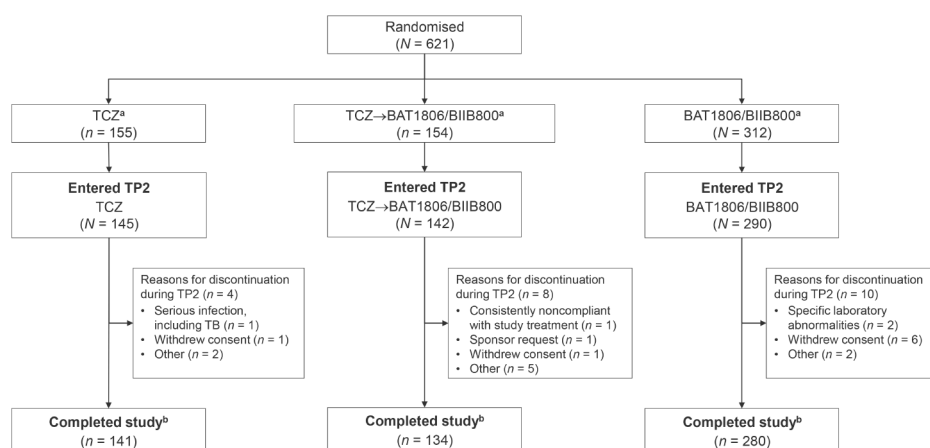 Randomised
(N = 621)
TCZᵃ
(n = 155)
TCZ→BAT1806/BIIB800ᵃ
(n = 154)
BAT1806/BIIB800ᵃ
(N = 312)
Entered TP2
TCZ
(N = 145)
Entered TP2
TCZ→BAT1806/BIIB800
(N = 142)
Entered TP2
BAT1806/BIIB800
(N = 290)
Reasons for discontinuation
during TP2 (n = 4)
• Serious infection,
including TB (n = 1)
• Withdrew consent (n = 1)
• Other (n = 2)
Reasons for discontinuation
during TP2 (n = 8)
• Consistently noncompliant
with study treatment (n = 1)
• Sponsor request (n = 1)
• Withdrew consent (n = 1)
• Other (n = 5)
Reasons for discontinuation
during TP2 (n = 10)
• Specific laboratory
abnormalities (n = 2)
• Withdrew consent (n = 6)
• Other (n = 2)
Completed studyᵇ
(n = 141)
Completed studyᵇ
(n = 134)
Completed studyᵇ
(n = 280)